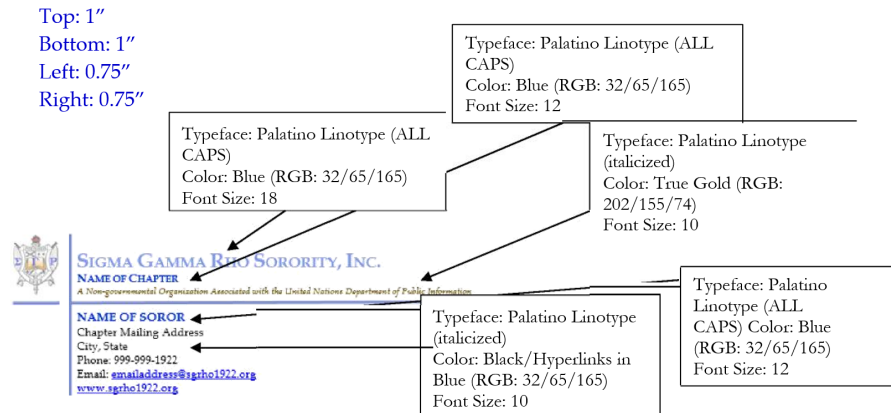 Top: 1”
Bottom: 1”
Left: 0.75”
Right: 0.75”
Typeface: Palatino Linotype (ALL
CAPS)
Color: Blue (RGB: 32/65/165)
Font Size: 12
Typeface: Palatino Linotype (ALL
CAPS)
Color: Blue (RGB: 32/65/165)
Font Size: 18
Typeface: Palatino Linotype
(italicized)
Color: True Gold (RGB:
202/155/74)
Font Size: 10
Σ Γ Ρ
SIGMA GAMMA RHO SORORITY, INC.
NAME OF CHAPTER
A Non-governmental Organization Associated with the United Nations Department of Public Information
NAME OF SOROR
Chapter Mailing Address
City, State
Phone: 999-999-1922
Email: emailaddress@sgrho1922.org
www.sgrho1922.org
Typeface: Palatino Linotype
(italicized)
Color: Black/Hyperlinks in
Blue (RGB: 32/65/165)
Font Size: 10
Typeface: Palatino
Linotype (ALL
CAPS) Color: Blue
(RGB: 32/65/165)
Font Size: 12